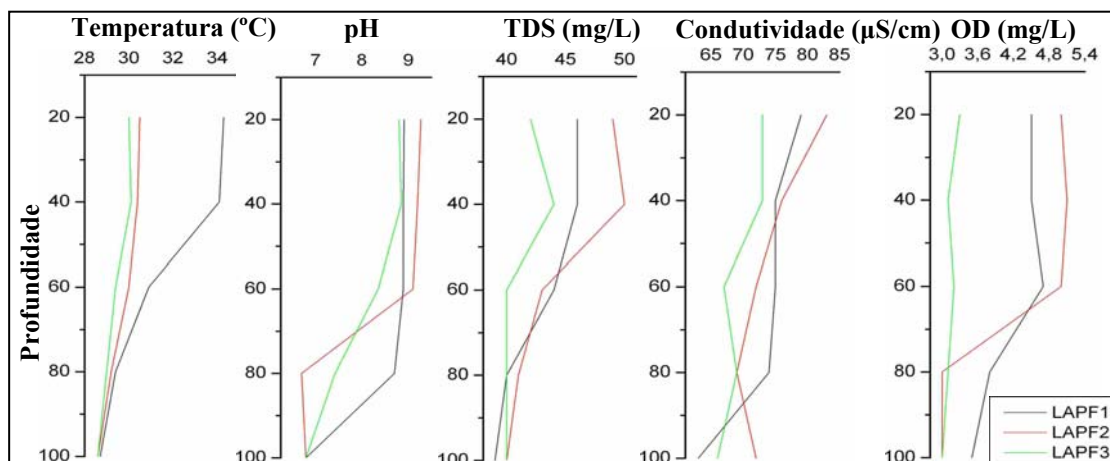 Temperatura (ºC) pH TDS (mg/L) Condutividade (µS/cm) OD (mg/L)
28 30 32 34 7 8 9 40 45 50 65 70 75 80 85 3,0 3,6 4,2 4,8 5,4
20 20 20 20 20
40 40 40 40 40
60 60 60 60 60
80 80 80 80 80
100 100 100 100 100
Profundidade
LAPF1
LAPF2
LAPF3